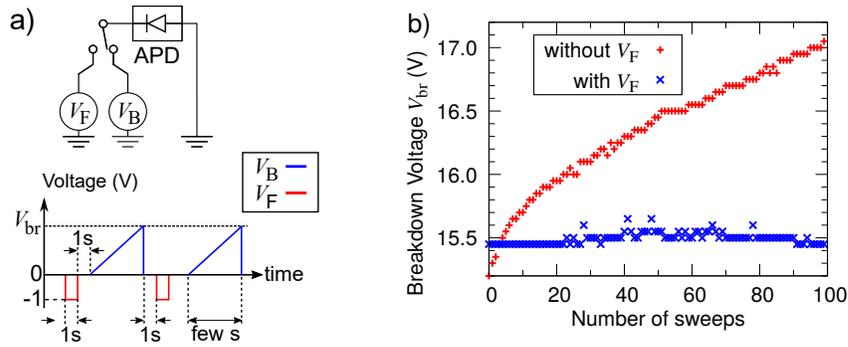 a)
APD
V_F
V_B
V_B
V_F
Voltage (V)
V_br
1s
0
time
-1
1s
1s
few s
b)
without V_F
with V_F
Breakdown Voltage V_br (V)
17.0
16.5
16.0
15.5
0 20 40 60 80 100
Number of sweeps